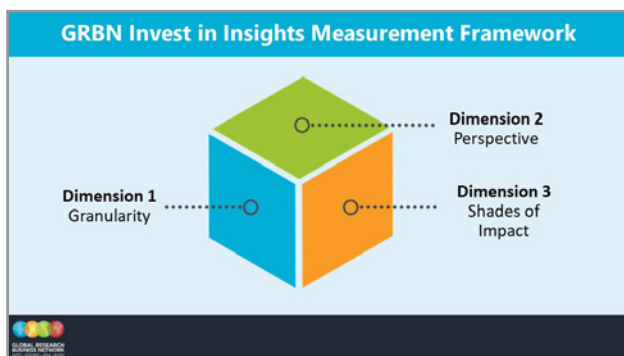 GRBN Invest in Insights Measurement Framework
Dimension 2
Perspective
Dimension 1
Granularity
Dimension 3
Shades of
Impact
GLOBAL RESEARCH
BUSINESS NETWORK